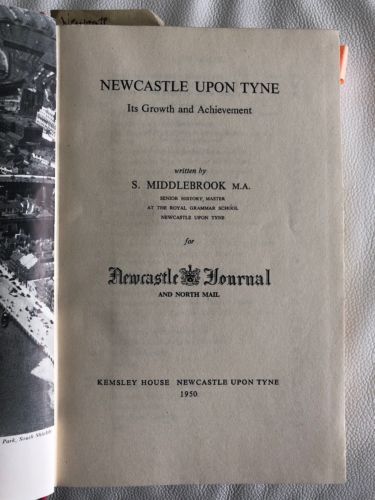 NEWCASTLE UPON TYNE
Its Growth and Achievement
written by
S. MIDDLEBROOK M.A.
SENIOR HISTORY MASTER
AT THE ROYAL GRAMMAR SCHOOL
NEWCASTLE UPON TYNE
for
Newcastle Journal
AND NORTH MAIL
KEMSLEY HOUSE NEWCASTLE UPON TYNE
1950
Park, South Shields